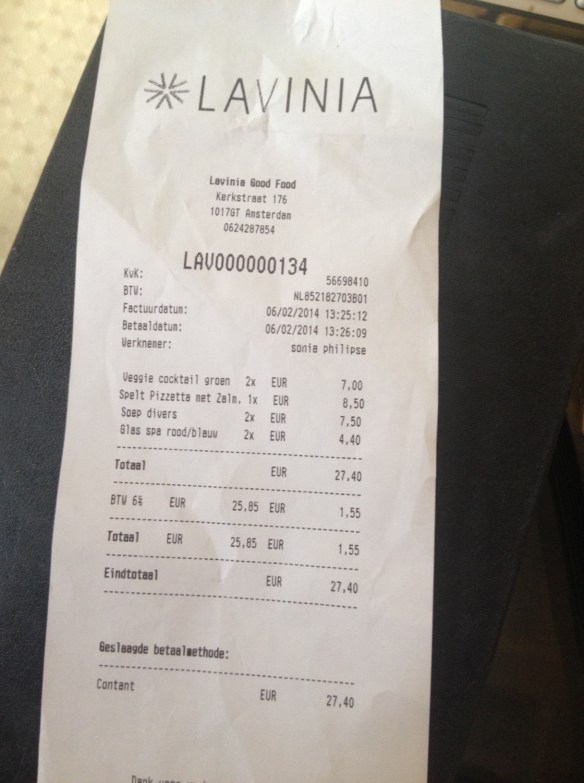 LAVINIA
Lavinia Good Food
Kerkstraat 176
1017GT Amsterdam
0624287854
LAV000000134
KvK: 56698410
BTW: NL852182703B01
Factuurdatum: 06/02/2014 13:25:12
Betaaldatum: 06/02/2014 13:26:09
Werknemer: sonia philipse
Veggie cocktail groen 2x EUR 7,00
Spelt Pizzetta met Zalm. 1x EUR 8,50
Soep divers 2x EUR 7,50
Glas spa rood/blauw 2x EUR 4,40
Totaal EUR 27,40
BTW 6% EUR 25,85 EUR 1,55
Totaal EUR 25,85 EUR 1,55
Eindtotaal EUR 27,40
Geslaagde betaalmethode:
Contant EUR 27,40